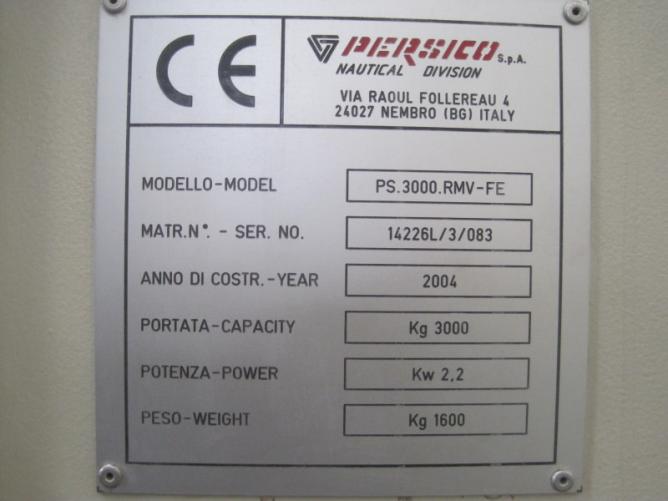 CE
PERSICO S.p.A.
NAUTICAL DIVISION
VIA RAOUL FOLLEREAU 4
24027 NEMBRO (BG) ITALY
MODELLO-MODEL PS.3000.RMV-FE
MATR.N°. - SER. NO. 14226L/3/083
ANNO DI COSTR.-YEAR 2004
PORTATA-CAPACITY Kg 3000
POTENZA-POWER Kw 2,2
PESO-WEIGHT Kg 1600